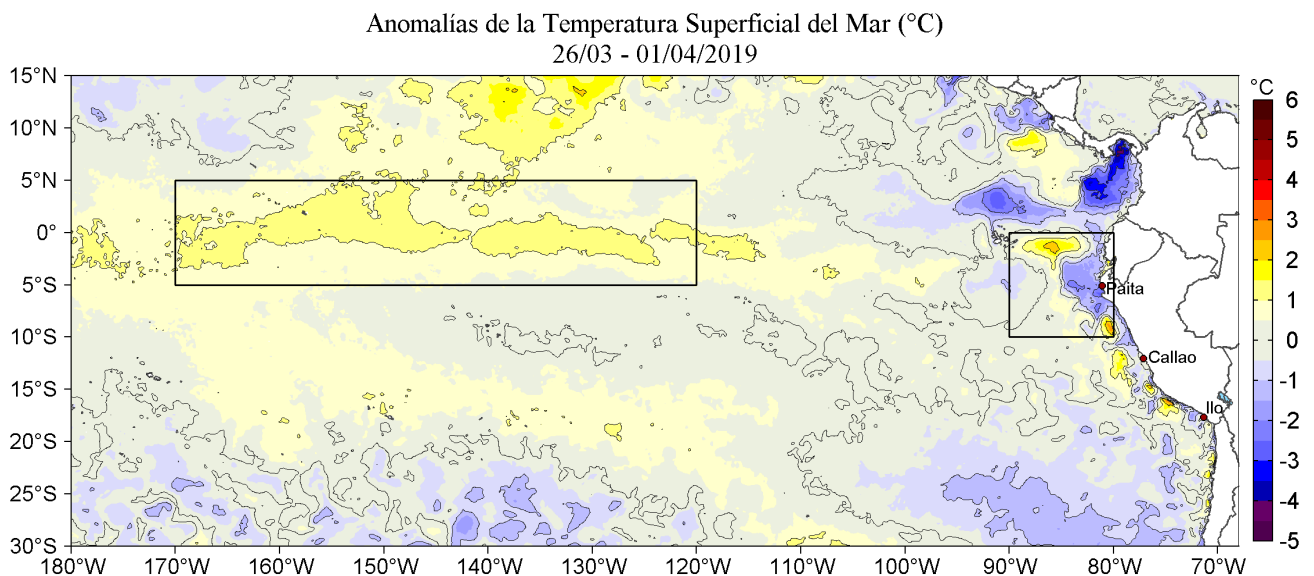 Anomalías de la Temperatura Superficial del Mar (°C)
26/03 - 01/04/2019
15°N
10°N
5°N
0°
5°S
10°S
15°S
20°S
25°S
30°S
180°W
170°W
160°W
150°W
140°W
130°W
120°W
110°W
100°W
90°W
80°W
70°W
Paita
Callao
Ilo
°C
6
5
4
3
2
1
0
-1
-2
-3
-4
-5